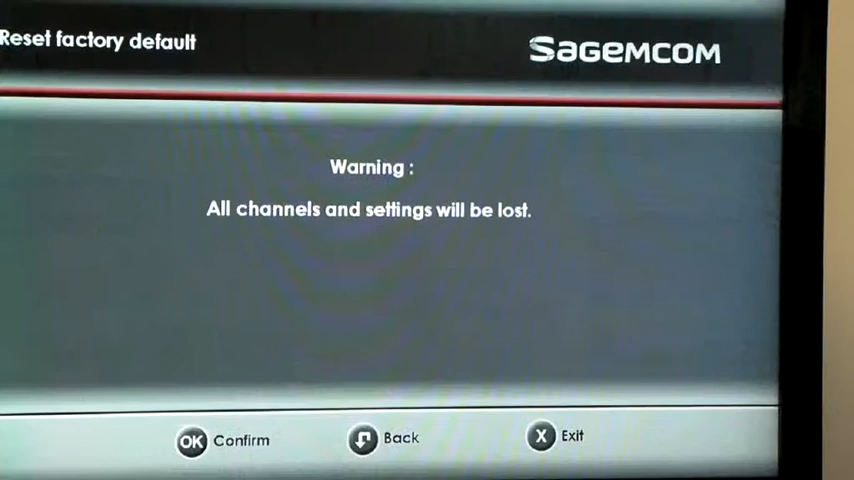 Reset factory default
SAGEMCOM
Warning :
All channels and settings will be lost.
OK Confirm
Back
X Exit